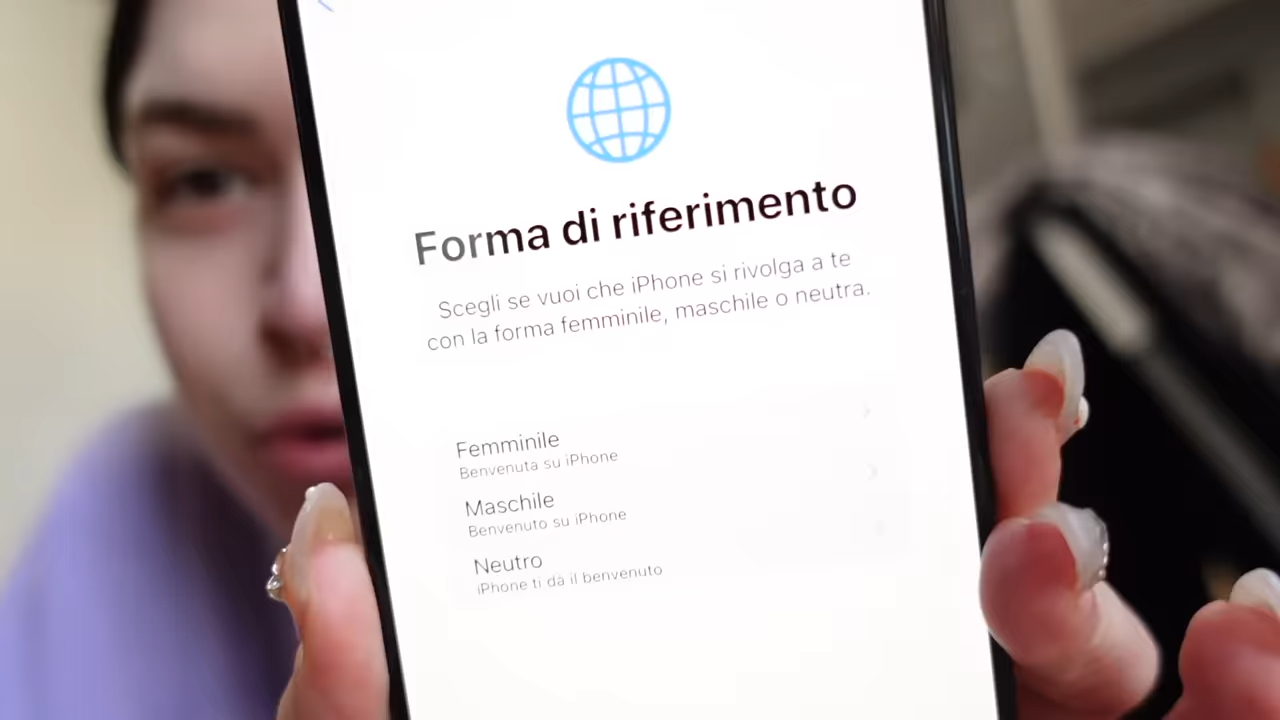 Forma di riferimento
Scegli se vuoi che iPhone si rivolga a te
con la forma femminile, maschile o neutra.
Femminile
Benvenuta su iPhone
Maschile
Benvenuto su iPhone
Neutro
iPhone ti dà il benvenuto